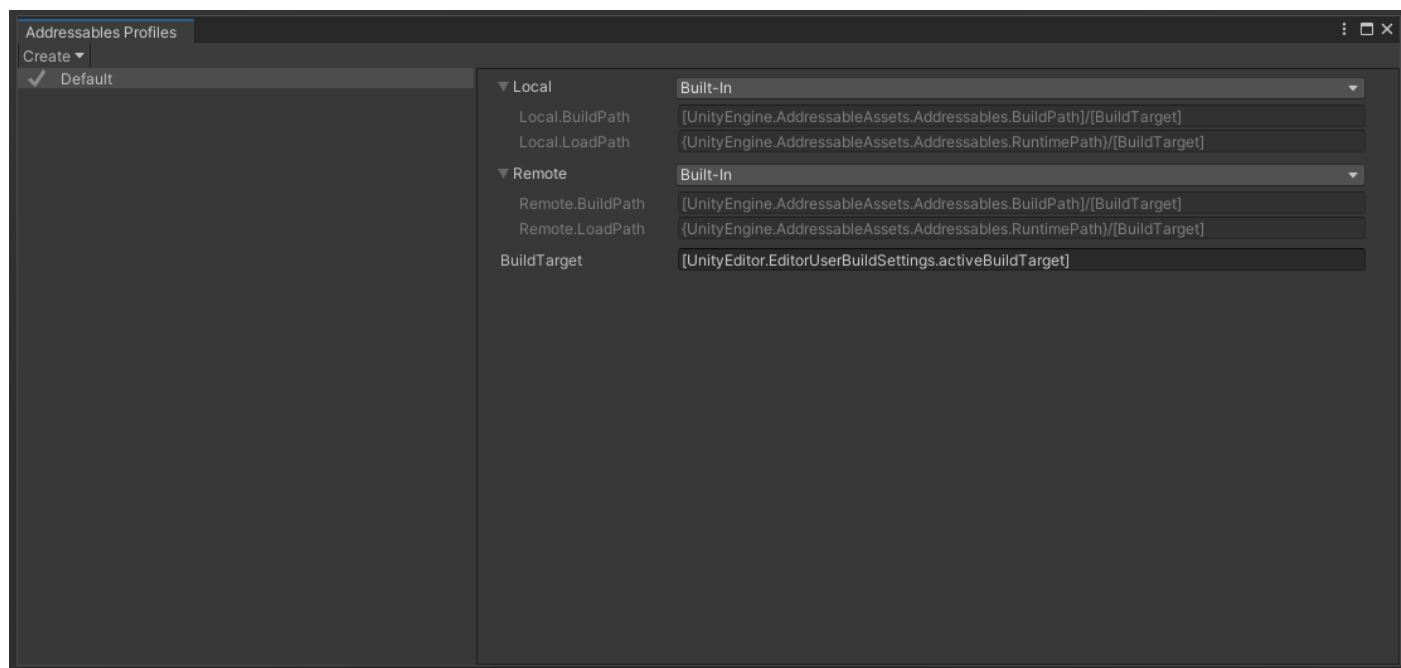 Addressables Profiles
Create
Default
Local Built-In
Local.BuildPath [UnityEngine.AddressableAssets.Addressables.BuildPath]/[BuildTarget]
Local.LoadPath {UnityEngine.AddressableAssets.Addressables.RuntimePath}/[BuildTarget]
Remote Built-In
Remote.BuildPath [UnityEngine.AddressableAssets.Addressables.BuildPath]/[BuildTarget]
Remote.LoadPath {UnityEngine.AddressableAssets.Addressables.RuntimePath}/[BuildTarget]
BuildTarget [UnityEditor.EditorUserBuildSettings.activeBuildTarget]